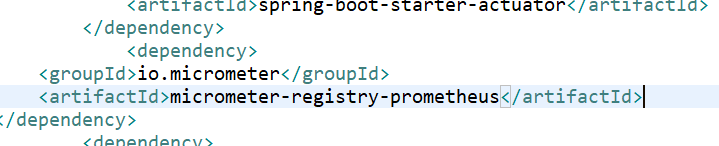 <artifactId>spring-boot-starter-actuator</artifactId>
</dependency>
<dependency>
<groupId>io.micrometer</groupId>
<artifactId>micrometer-registry-prometheus</artifactId>
</dependency>
<dependency>